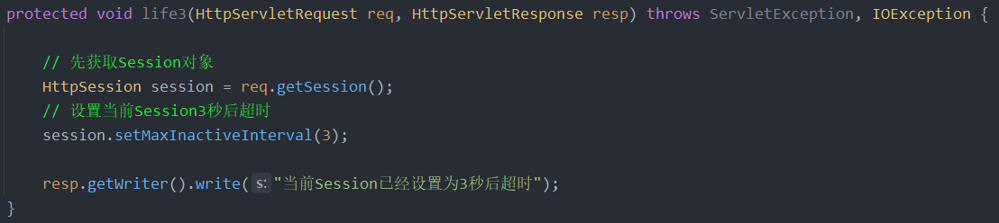 protected void life3(HttpServletRequest req, HttpServletResponse resp) throws ServletException, IOException {
// 先获取Session对象
HttpSession session = req.getSession();
// 设置当前Session3秒后超时
session.setMaxInactiveInterval(3);
resp.getWriter().write( s: "当前Session已经设置为3秒后超时");
}